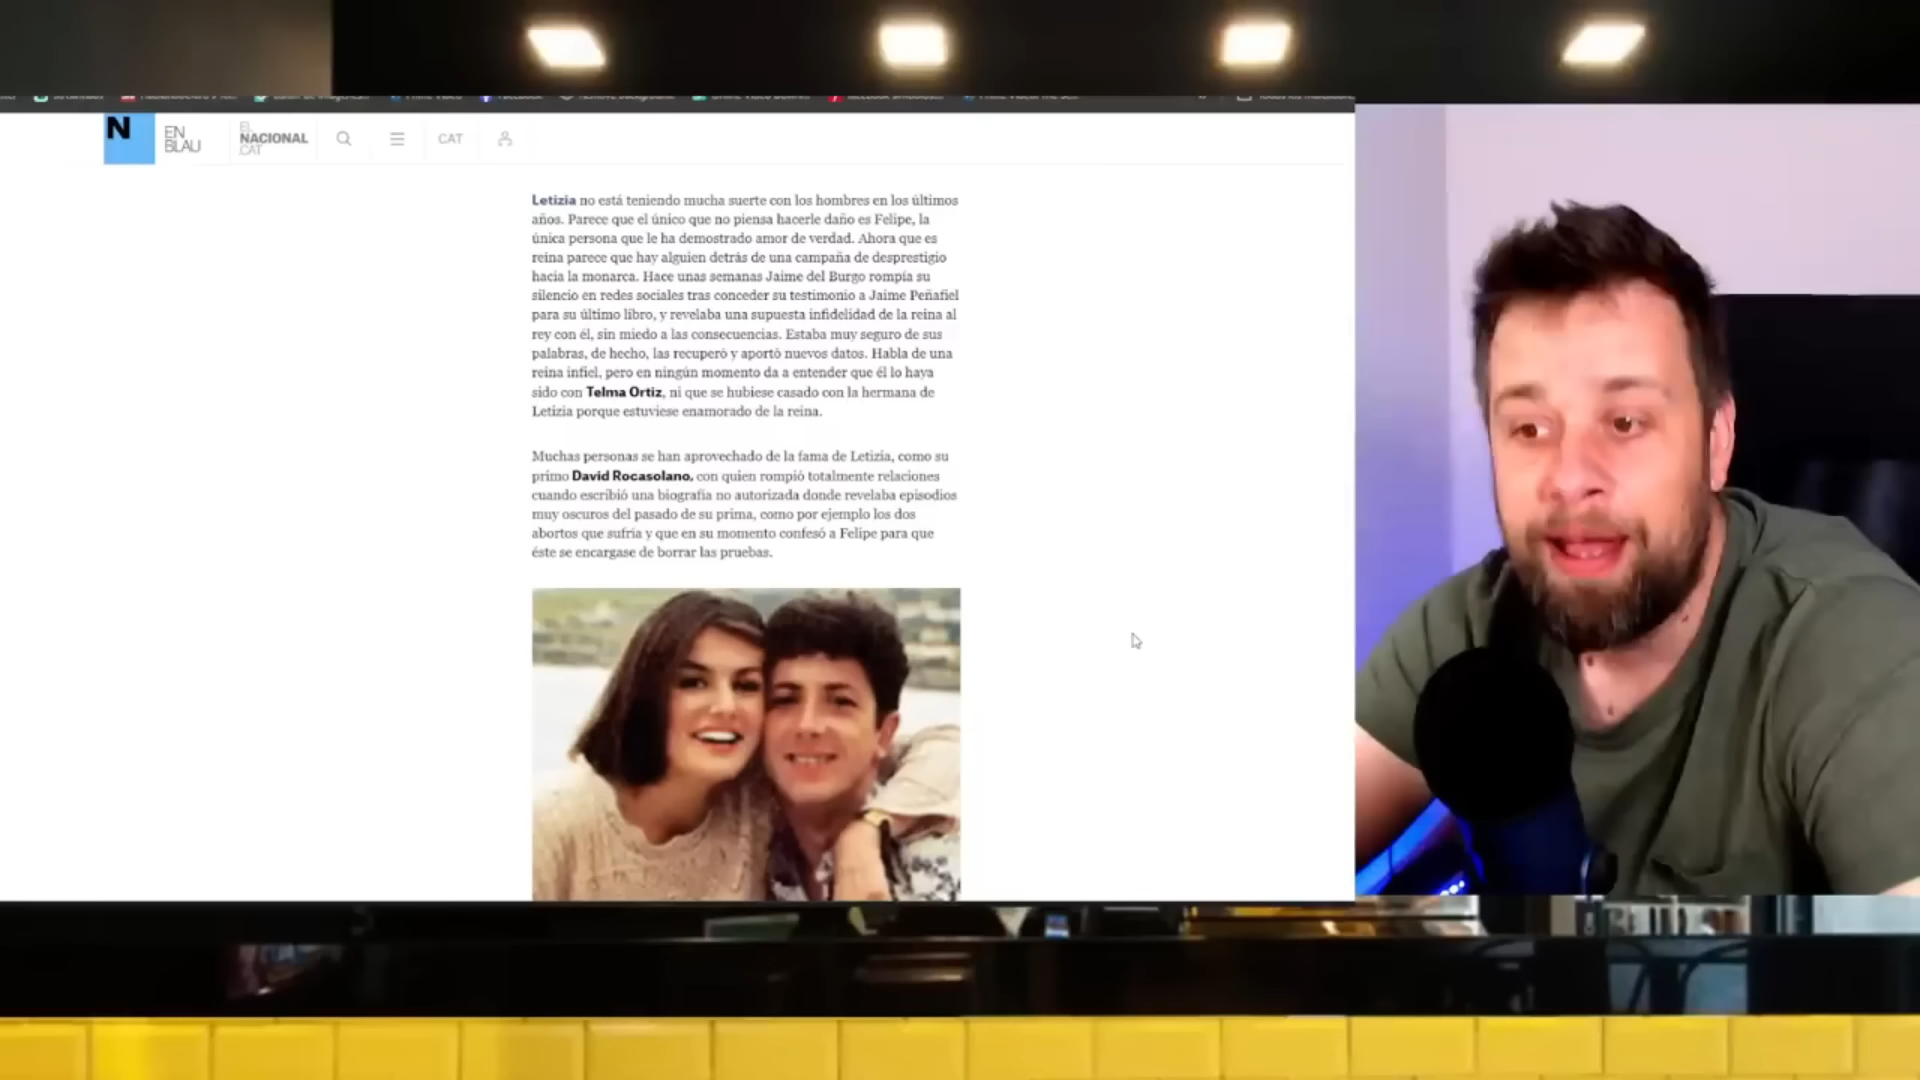 N
EN
BLAU
EL
NACIONAL
.CAT
CAT
Letizia no está teniendo mucha suerte con los hombres en los últimos
años. Parece que el único que no piensa hacerle daño es Felipe, la
única persona que le ha demostrado amor de verdad. Ahora que es
reina parece que hay alguien detrás de una campaña de desprestigio
hacia la monarca. Hace unas semanas Jaime del Burgo rompía su
silencio en redes sociales tras conceder su testimonio a Jaime Peñafiel
para su último libro, y revelaba una supuesta infidelidad de la reina al
rey con él, sin miedo a las consecuencias. Estaba muy seguro de sus
palabras, de hecho, las recuperó y aportó nuevos datos. Habla de una
reina infiel, pero en ningún momento da a entender que él lo haya
sido con Telma Ortiz, ni que se hubiese casado con la hermana de
Letizia porque estuviese enamorado de la reina.
Muchas personas se han aprovechado de la fama de Letizia, como su
primo David Rocasolano, con quien rompió totalmente relaciones
cuando escribió una biografía no autorizada donde revelaba episodios
muy oscuros del pasado de su prima, como por ejemplo los dos
abortos que sufría y que en su momento confesó a Felipe para que
éste se encargase de borrar las pruebas.